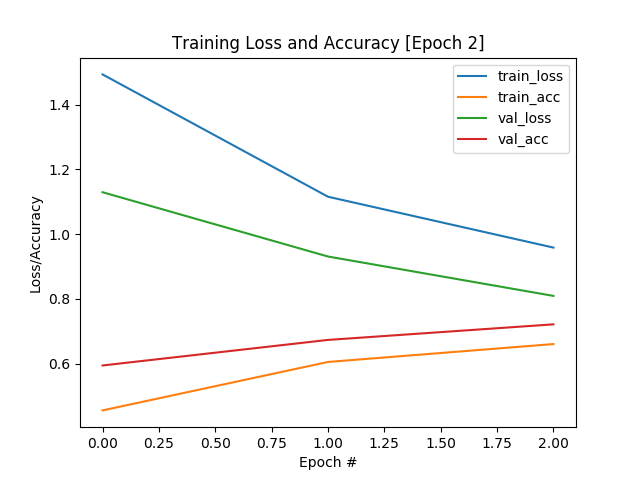 Training Loss and Accuracy [Epoch 2]
train_loss
train_acc
val_loss
val_acc
Loss/Accuracy
1.4
1.2
1.0
0.8
0.6
0.00 0.25 0.50 0.75 1.00 1.25 1.50 1.75 2.00
Epoch #